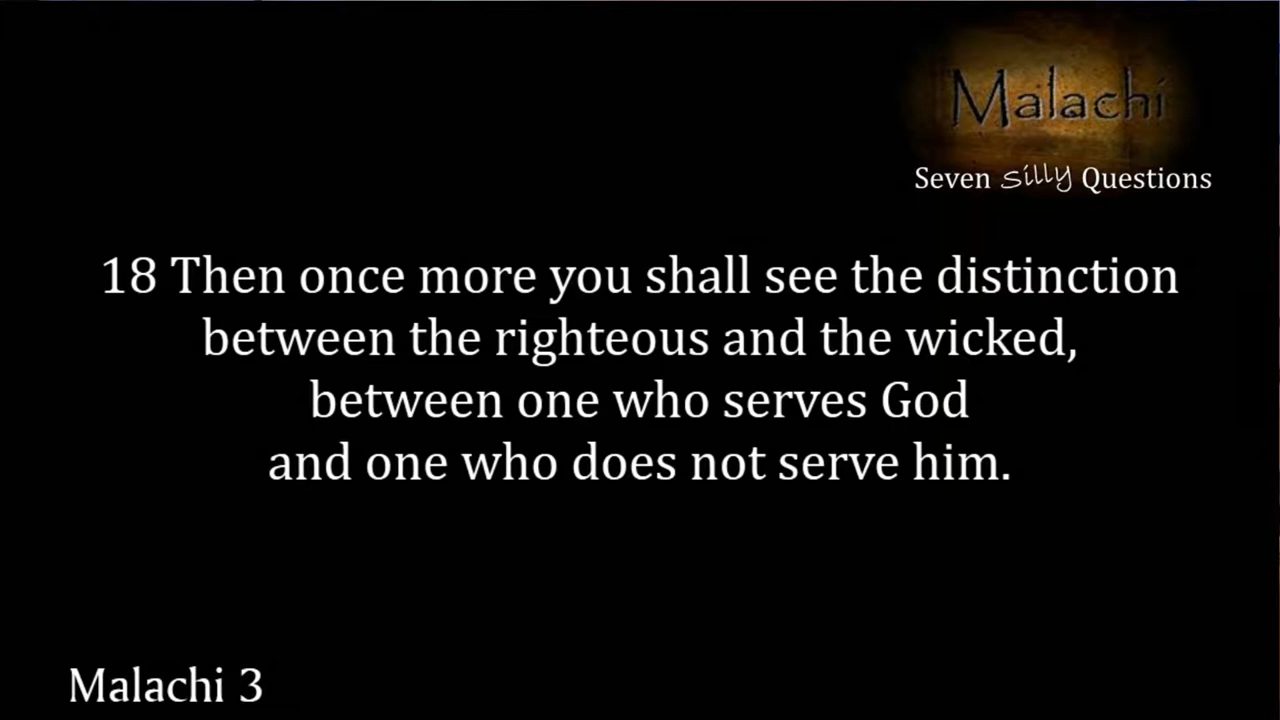 Malachi
Seven Silly Questions
18 Then once more you shall see the distinction
between the righteous and the wicked,
between one who serves God
and one who does not serve him.
Malachi 3